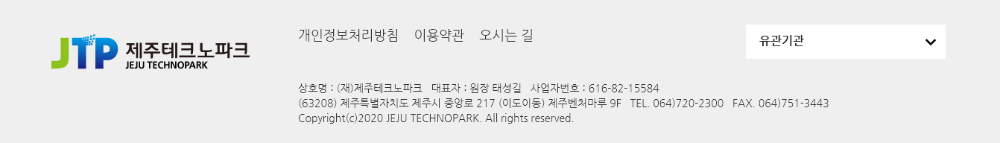 JTP 제주테크노파크
JEJU TECHNOPARK
개인정보처리방침 이용약관 오시는 길
유관기관
상호명 : (재)제주테크노파크 대표자 : 원장 태성길 사업자번호 : 616-82-15584
(63208) 제주특별자치도 제주시 중앙로 217 (이도이동) 제주벤처마루 9F TEL. 064)720-2300 FAX. 064)751-3443
Copyright(c)2020 JEJU TECHNOPARK. All rights reserved.